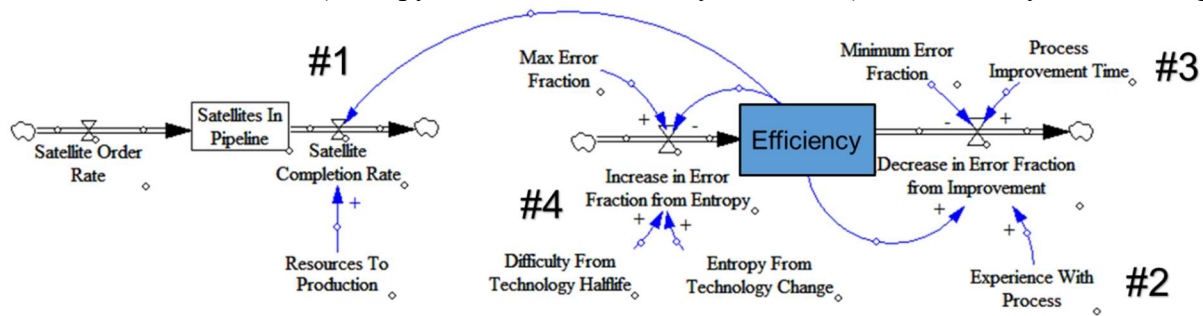 #1
Max Error
Fraction
Minimum Error
Fraction
Process
Improvement Time
#3
Satellites In
Pipeline
Efficiency
+
-
-
+
Satellite Order
Rate
Satellite
Completion Rate
Increase in Error
Fraction from Entropy
Decrease in Error Fraction
from Improvement
#4
+
+
+
+
+
Resources To
Production
Difficulty From
Technology Halflife
Entropy From
Technology Change
Experience With
Process
#2